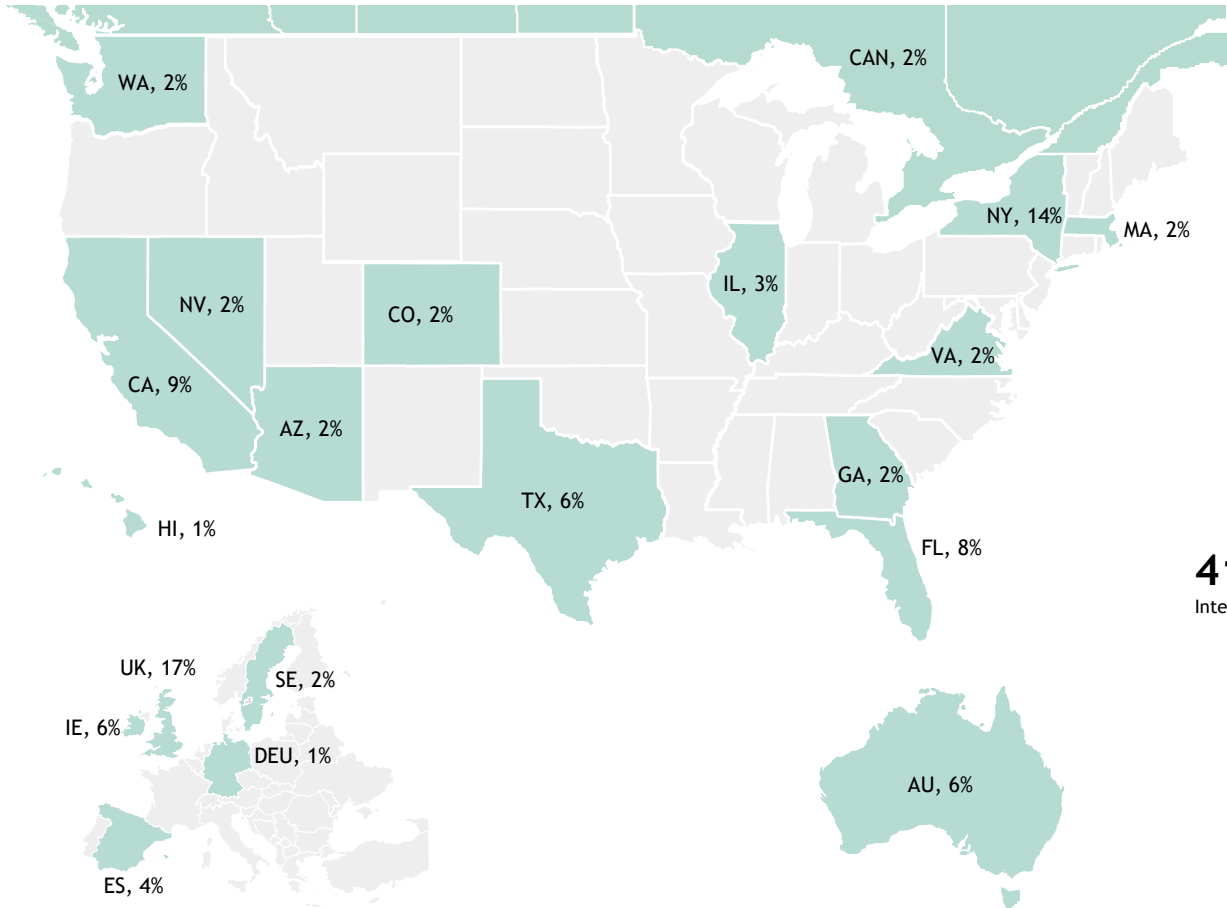 CAN, 2%
WA, 2%
NY, 14%
MA, 2%
IL, 3%
NV, 2%
CO, 2%
VA, 2%
CA, 9%
AZ, 2%
GA, 2%
TX, 6%
HI, 1%
FL, 8%
UK, 17%
SE, 2%
IE, 6%
DEU, 1%
AU, 6%
ES, 4%